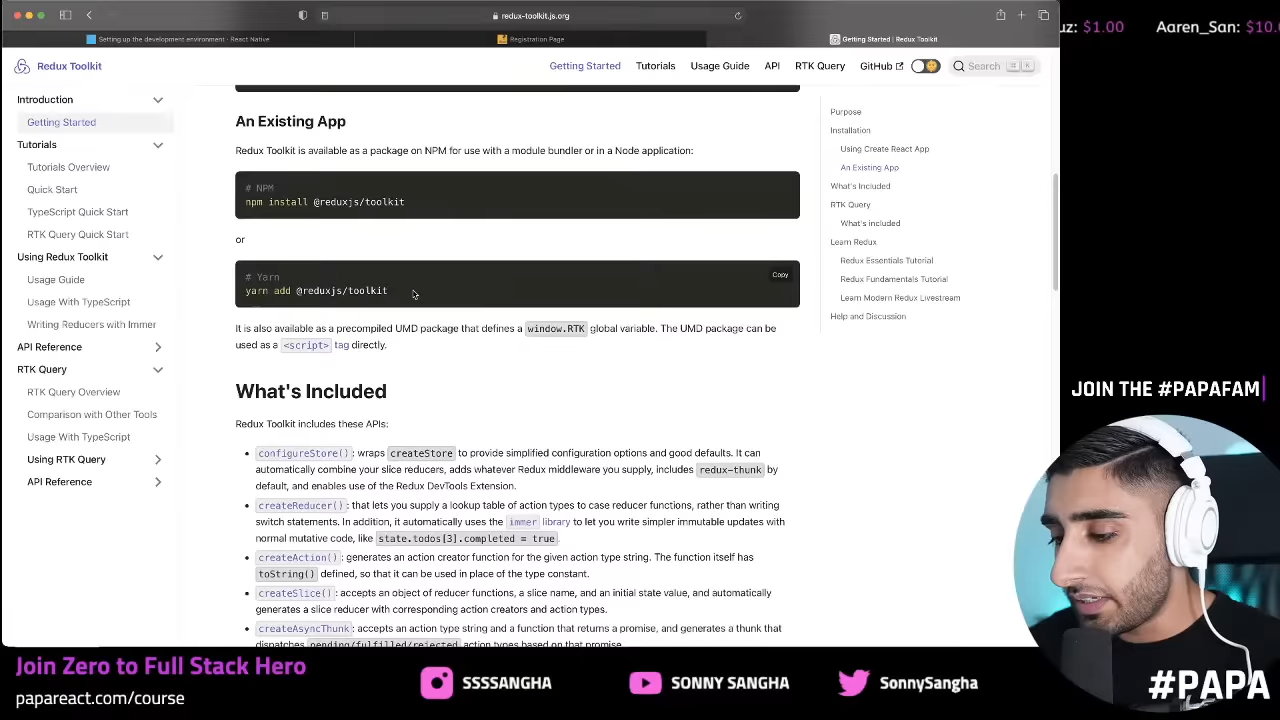 redux-toolkit.js.org
Setting up the development environment · React Native
Registration Page
Getting Started | Redux Toolkit
uz: $1.00
Aaren_San: $10.
Redux Toolkit
Getting Started
Tutorials
Usage Guide
API
RTK Query
GitHub
Search
Introduction
Getting Started
Tutorials
Tutorials Overview
Quick Start
TypeScript Quick Start
RTK Query Quick Start
Using Redux Toolkit
Usage Guide
Usage With TypeScript
Writing Reducers with Immer
API Reference
RTK Query
RTK Query Overview
Comparison with Other Tools
Usage With TypeScript
Using RTK Query
API Reference
An Existing App
Redux Toolkit is available as a package on NPM for use with a module bundler or in a Node application:
# NPM
npm install @reduxjs/toolkit
or
# Yarn
yarn add @reduxjs/toolkit
Copy
It is also available as a precompiled UMD package that defines a window.RTK global variable. The UMD package can be
used as a <script> tag directly.
What's Included
Redux Toolkit includes these APIs:
configureStore(): wraps createStore to provide simplified configuration options and good defaults. It can
automatically combine your slice reducers, adds whatever Redux middleware you supply, includes redux-thunk by
default, and enables use of the Redux DevTools Extension.
createReducer(): that lets you supply a lookup table of action types to case reducer functions, rather than writing
switch statements. In addition, it automatically uses the immer library to let you write simpler immutable updates with
normal mutative code, like state.todos[3].completed = true.
createAction(): generates an action creator function for the given action type string. The function itself has
toString() defined, so that it can be used in place of the type constant.
createSlice(): accepts an object of reducer functions, a slice name, and an initial state value, and automatically
generates a slice reducer with corresponding action creators and action types.
createAsyncThunk: accepts an action type string and a function that returns a promise, and generates a thunk that
dispatches pending/fulfilled/rejected action types based on that promise
Purpose
Installation
Using Create React App
An Existing App
What's Included
RTK Query
What's included
Learn Redux
Redux Essentials Tutorial
Redux Fundamentals Tutorial
Learn Modern Redux Livestream
Help and Discussion
JOIN THE #PAPAFAM
Join Zero to Full Stack Hero
papareact.com/course
SSSSANGHA
SONNY SANGHA
SonnySangha
#PAPA